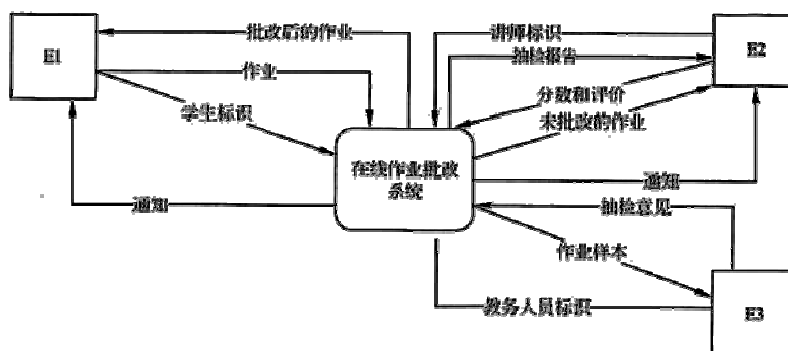 批改后的作业
讲师标识
E1
抽检报告
E2
作业
分数和评价
学生标识
未批改的作业
在线作业批改
系统
通知
通知
抽检意见
作业样本
教务人员标识
E3